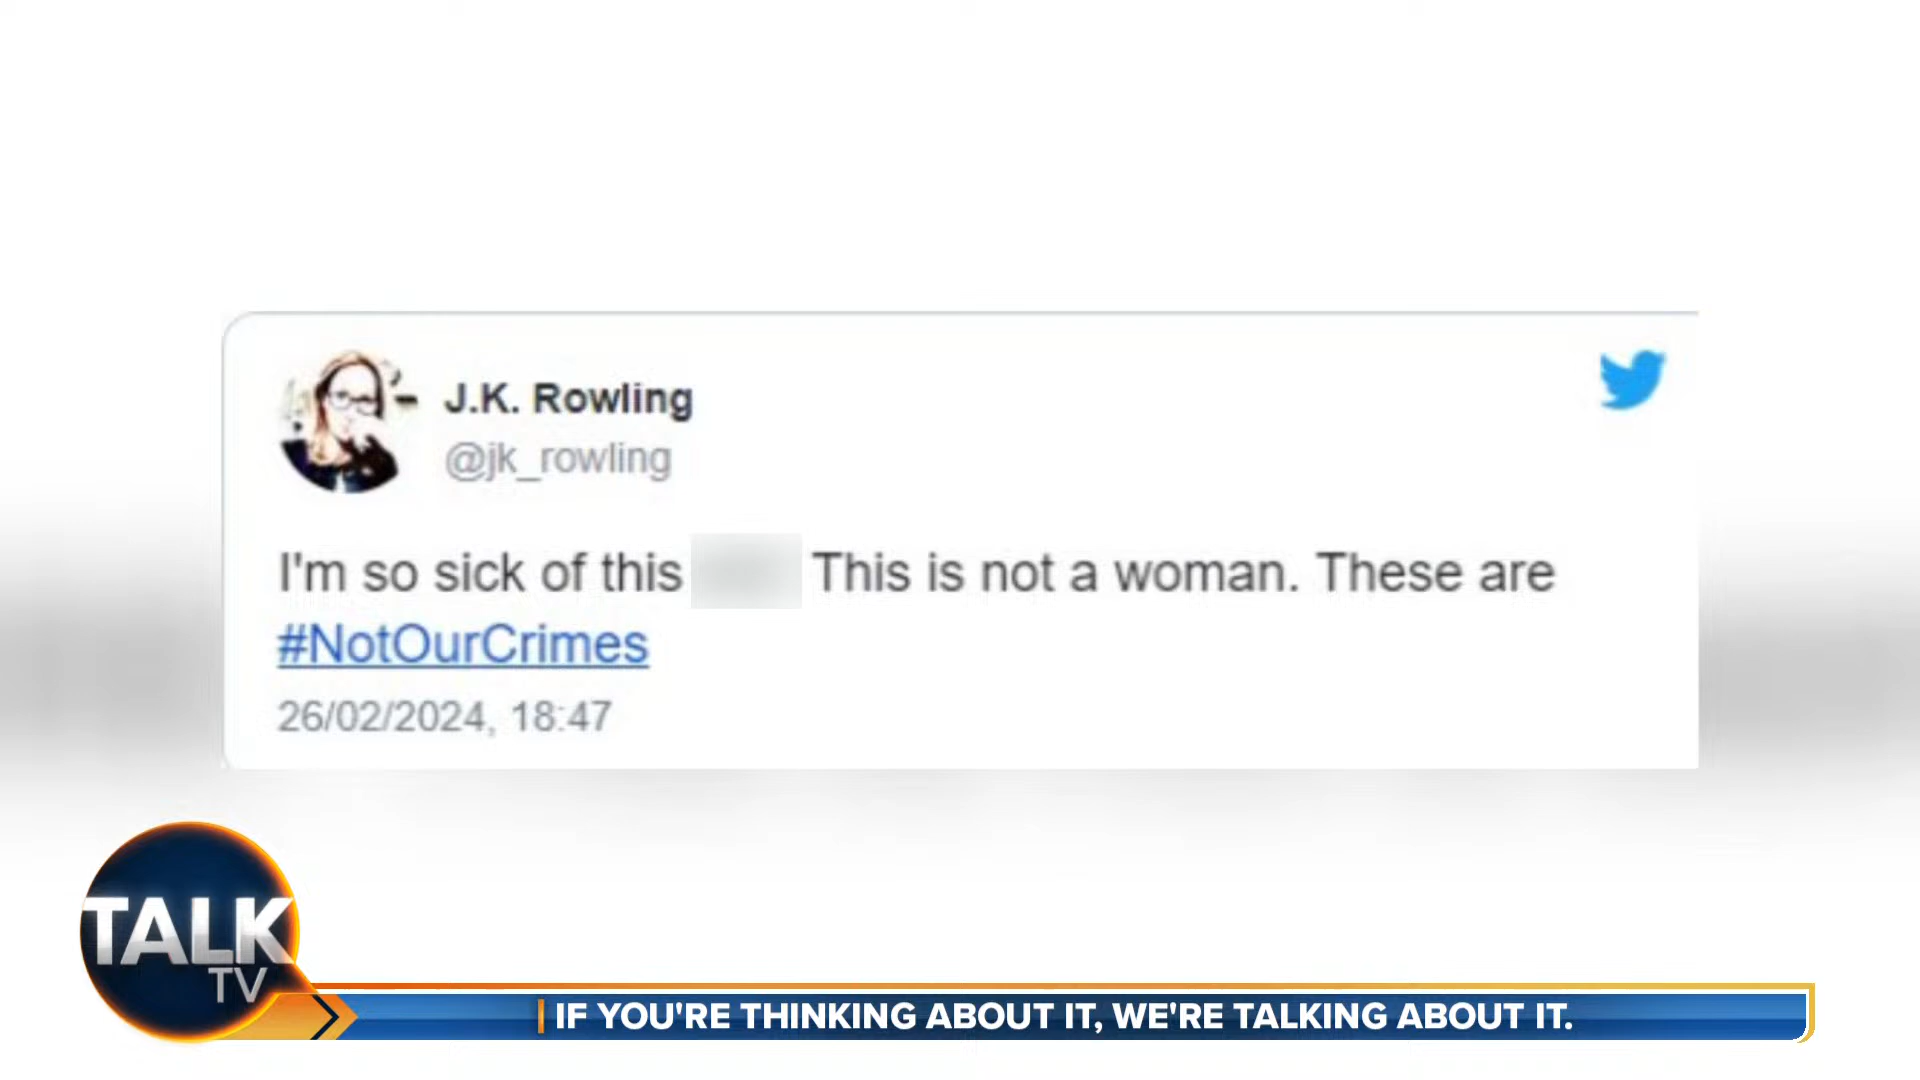 J.K. Rowling
@jk_rowling
I'm so sick of this This is not a woman. These are
#NotOurCrimes
26/02/2024, 18:47
TALK
TV
IF YOU'RE THINKING ABOUT IT, WE'RE TALKING ABOUT IT.